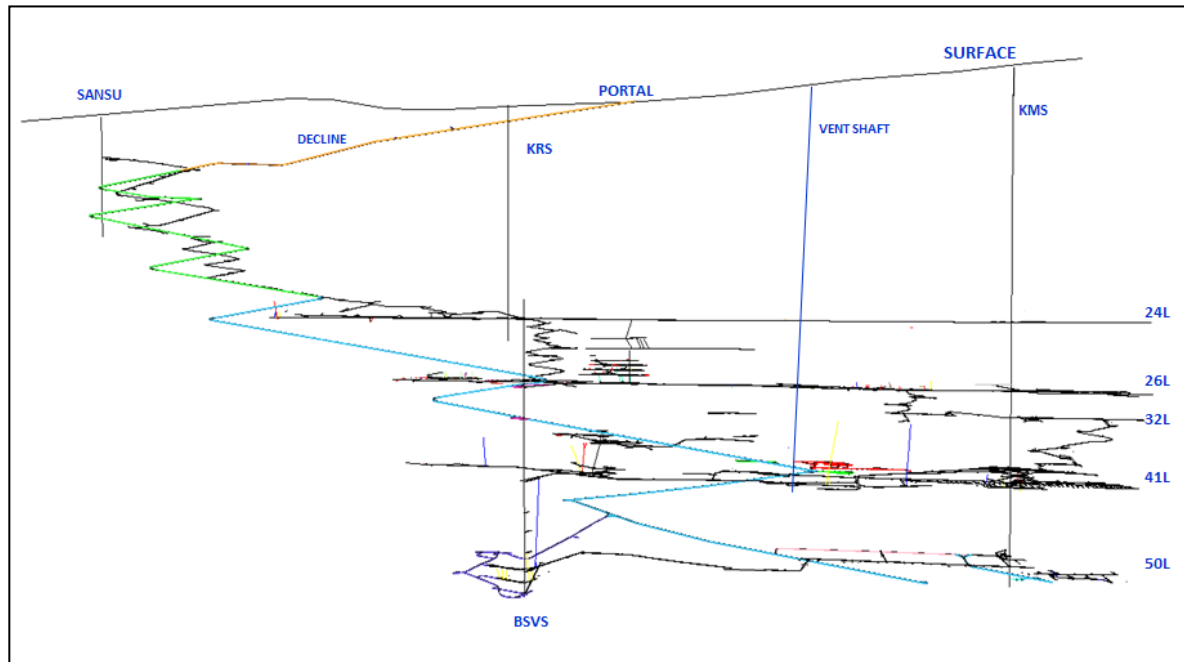 SURFACE
SANSU
PORTAL
KMS
VENT SHAFT
DECLINE
KRS
24L
26L
32L
41L
50L
BSVS